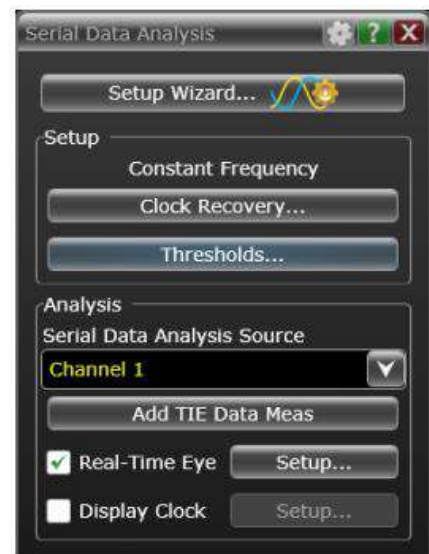 Serial Data Analysis ?  X
Setup Wizard...
Setup
Constant Frequency
Clock Recovery...
Thresholds...
Analysis
Serial Data Analysis Source
Channel 1
Add TIE Data Meas
Real-Time Eye Setup...
Display Clock Setup...